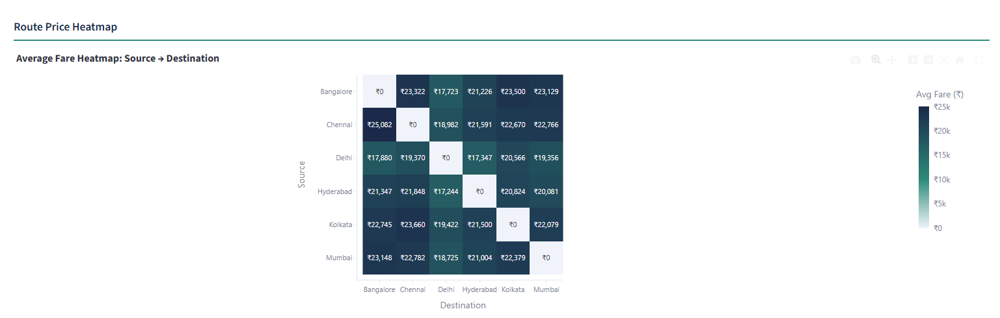 Route Price Heatmap
Average Fare Heatmap: Source → Destination
Avg Fare (₹)
₹25k
₹20k
₹15k
₹10k
₹5k
₹0
Source
Bangalore ₹0 ₹23,322 ₹17,723 ₹21,226 ₹23,500 ₹23,129
Chennai ₹25,082 ₹0 ₹18,982 ₹21,591 ₹22,670 ₹22,766
Delhi ₹17,880 ₹19,370 ₹0 ₹17,347 ₹20,566 ₹19,356
Hyderabad ₹21,347 ₹21,848 ₹17,244 ₹0 ₹20,824 ₹20,081
Kolkata ₹22,745 ₹23,660 ₹19,422 ₹21,500 ₹0 ₹22,079
Mumbai ₹23,148 ₹22,782 ₹18,725 ₹21,004 ₹22,379 ₹0
Bangalore Chennai Delhi Hyderabad Kolkata Mumbai
Destination